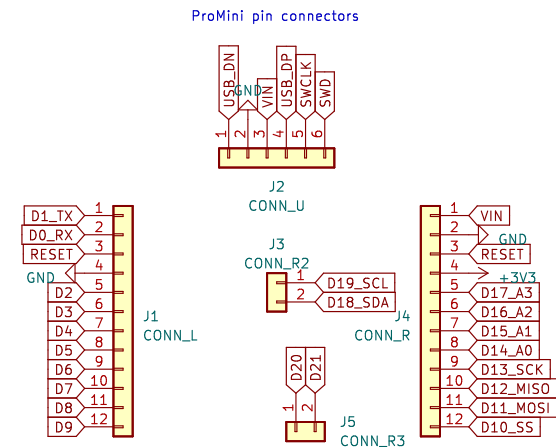 ProMini pin connectors
USB_DN
GND
VIN
USB_DP
SWCLK
SWD
1
2
3
4
5
6
J2
CONN_U
D1_TX 1
D0_RX 2
RESET 3
GND 4
D2 5
D3 6
D4 7
D5 8
D6 9
D7 10
D8 11
D9 12
J1
CONN_L
J3
CONN_R2
1 D19_SCL
2 D18_SDA
D20
D21
1
2
J5
CONN_R3
J4
CONN_R
1 VIN
2 GND
3 RESET
4 +3V3
5 D17_A3
6 D16_A2
7 D15_A1
8 D14_A0
9 D13_SCK
10 D12_MISO
11 D11_MOSI
12 D10_SS